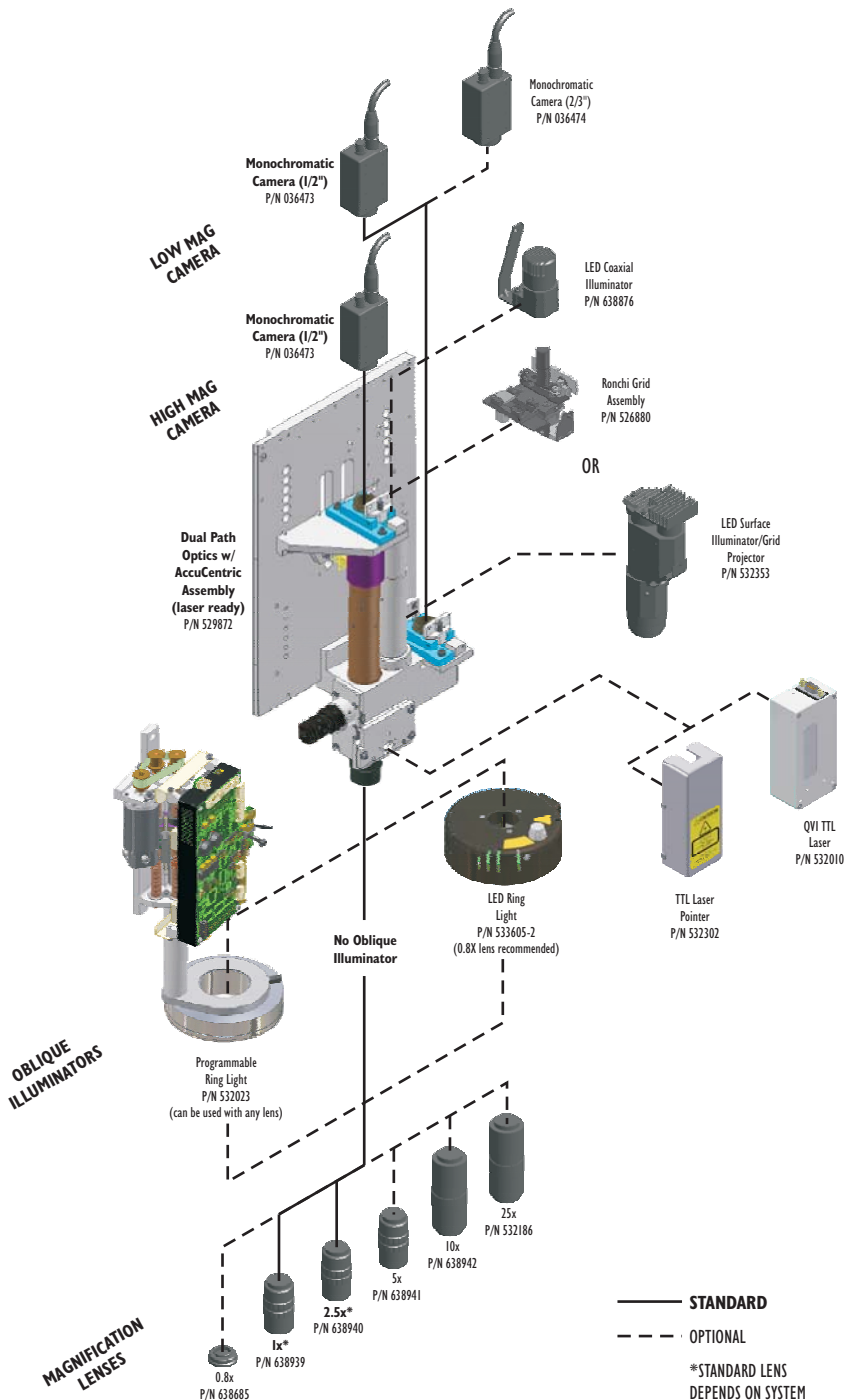 Monochromatic
Camera (2/3")
P/N 036474
Monochromatic
Camera (1/2")
P/N 036473
LOW MAG
CAMERA
LED Coaxial
Illuminator
P/N 638876
Monochromatic
Camera (1/2")
P/N 036473
HIGH MAG
CAMERA
Ronchi Grid
Assembly
P/N 526880
OR
LED Surface
Illuminator/Grid
Projector
P/N 532353
Dual Path
Optics w/
AccuCentric
Assembly
(laser ready)
P/N 529872
QVI TTL
Laser
P/N 532010
TTL Laser
Pointer
P/N 532302
LED Ring
Light
P/N 533605-2
(0.8X lens recommended)
No Oblique
Illuminator
OBLIQUE
ILLUMINATORS
Programmable
Ring Light
P/N 532023
(can be used with any lens)
25x
P/N 532186
10x
P/N 638942
5x
P/N 638941
2.5x*
P/N 638940
1x*
P/N 638939
0.8x
P/N 638685
MAGNIFICATION
LENSES
STANDARD
OPTIONAL
*STANDARD LENS
DEPENDS ON SYSTEM